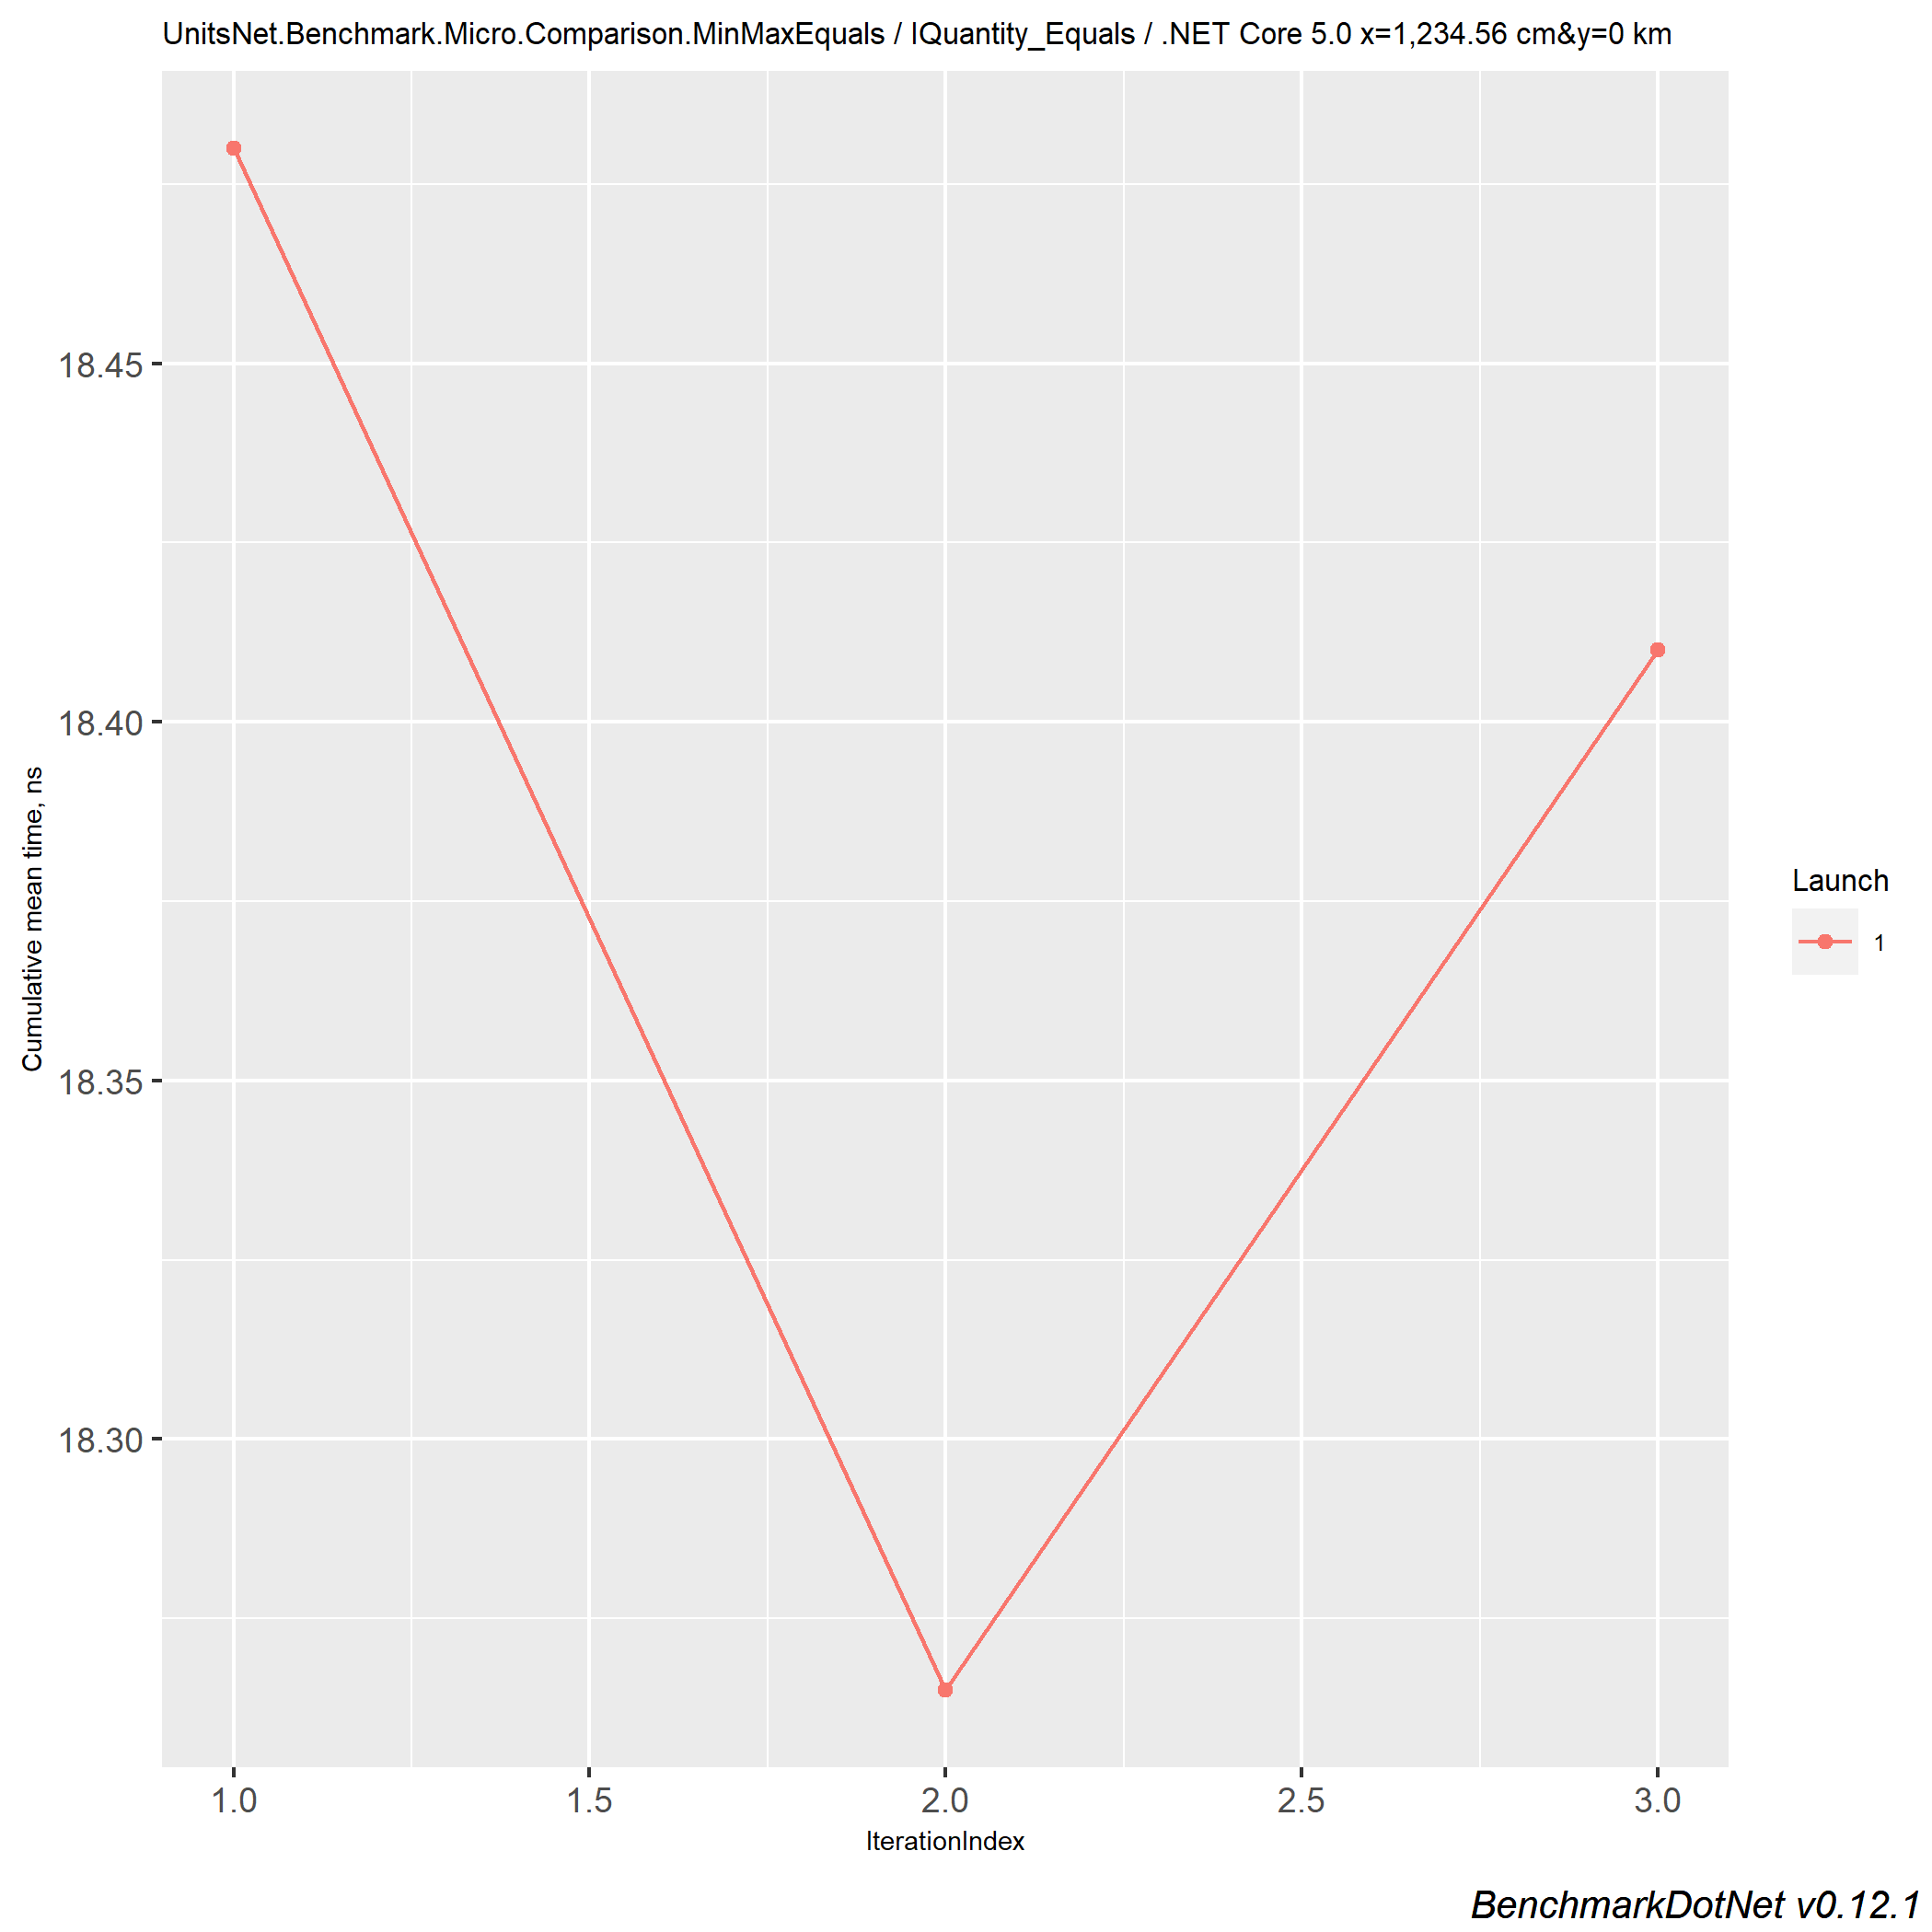 UnitsNet.Benchmark.Micro.Comparison.MinMaxEquals / IQuantity_Equals / .NET Core 5.0 x=1,234.56 cm&y=0 km
18.45
18.40
18.35
18.30
Cumulative mean time, ns
1.0
1.5
2.0
2.5
3.0
IterationIndex
Launch
1
BenchmarkDotNet v0.12.1